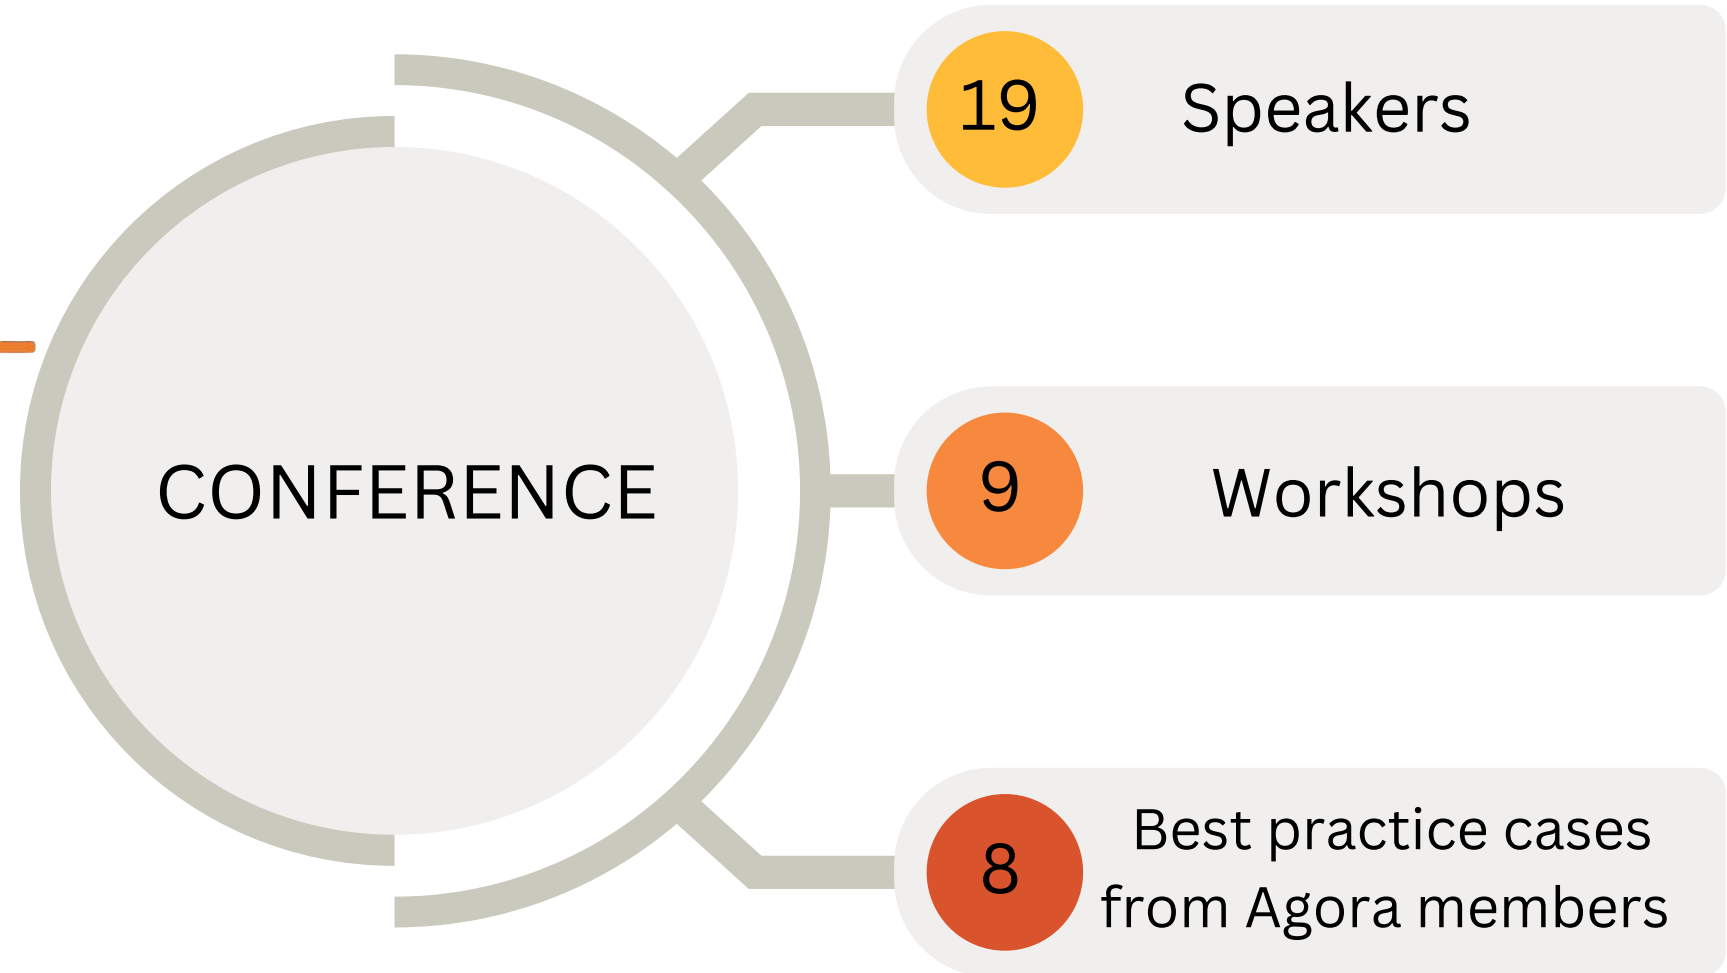 CONFERENCE
19 Speakers
9 Workshops
8 Best practice cases
from Agora members